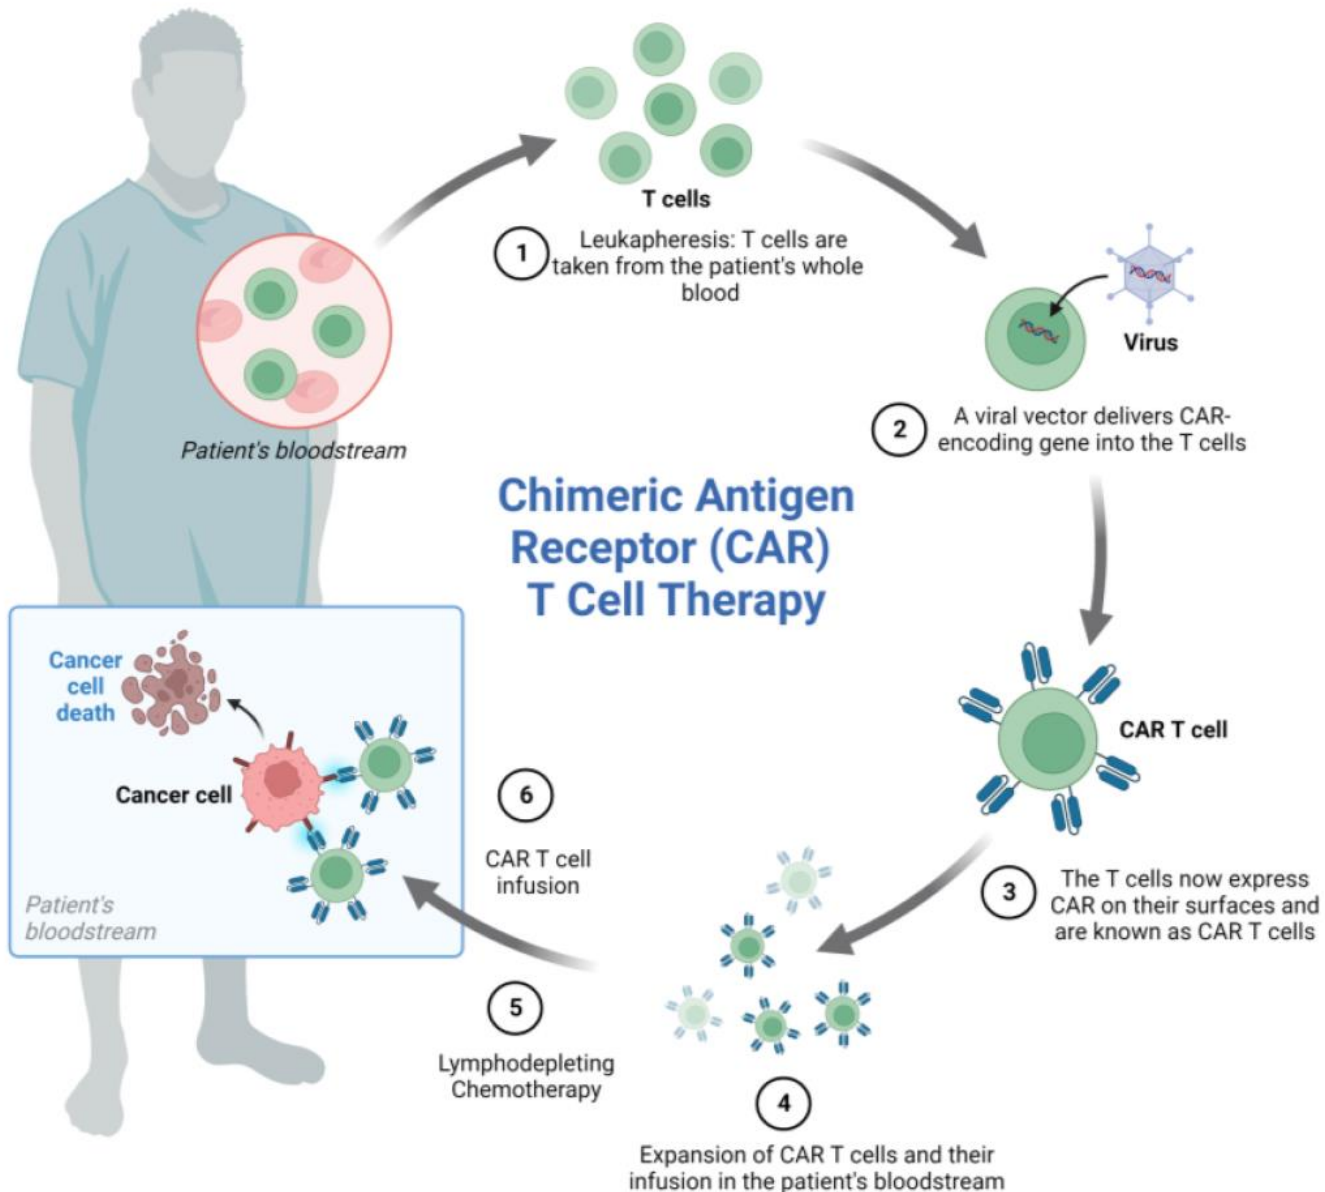 T cells
1
Leukapheresis: T cells are
taken from the patient's whole
blood
Patient's bloodstream
Virus
2
A viral vector delivers CAR-
encoding gene into the T cells
Chimeric Antigen
Receptor (CAR)
T Cell Therapy
CAR T cell
3
The T cells now express
CAR on their surfaces and
are known as CAR T cells
4
Expansion of CAR T cells and their
infusion in the patient's bloodstream
5
Lymphodepleting
Chemotherapy
6
CAR T cell
infusion
Cancer
cell
death
Cancer cell
Patient's
bloodstream